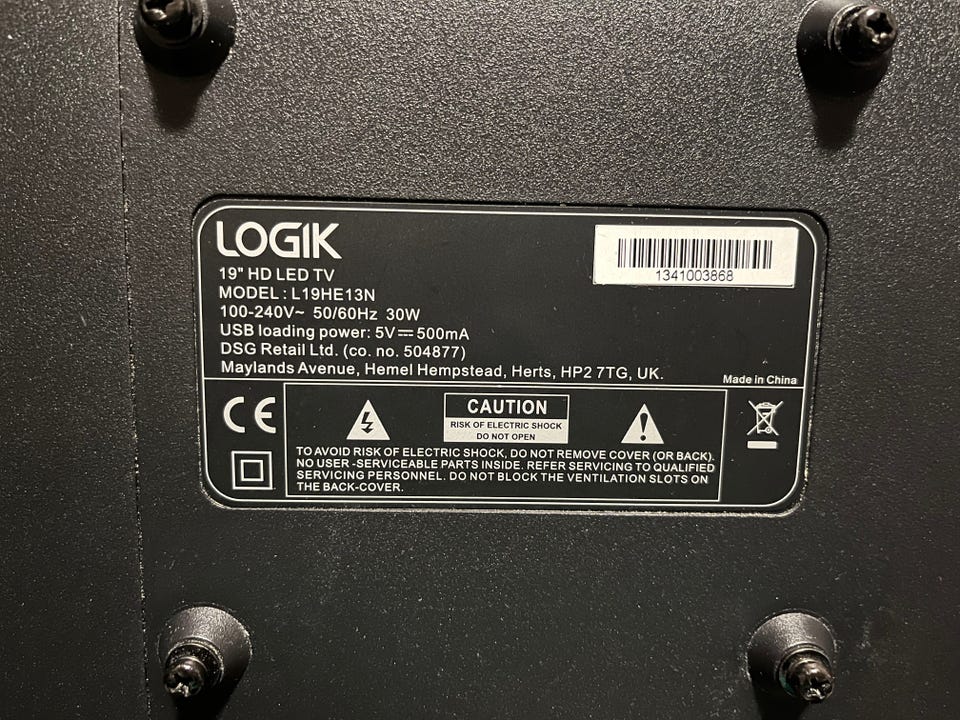 LOGIK
19" HD LED TV
MODEL : L19HE13N
100-240V~ 50/60Hz 30W
USB loading power: 5V⎓500mA
DSG Retail Ltd. (co. no. 504877)
Maylands Avenue, Hemel Hempstead, Herts, HP2 7TG, UK.
1341003868
Made in China
CE
CAUTION
RISK OF ELECTRIC SHOCK
DO NOT OPEN
TO AVOID RISK OF ELECTRIC SHOCK, DO NOT REMOVE COVER (OR BACK).
NO USER -SERVICEABLE PARTS INSIDE. REFER SERVICING TO QUALIFIED
SERVICING PERSONNEL. DO NOT BLOCK THE VENTILATION SLOTS ON
THE BACK-COVER.